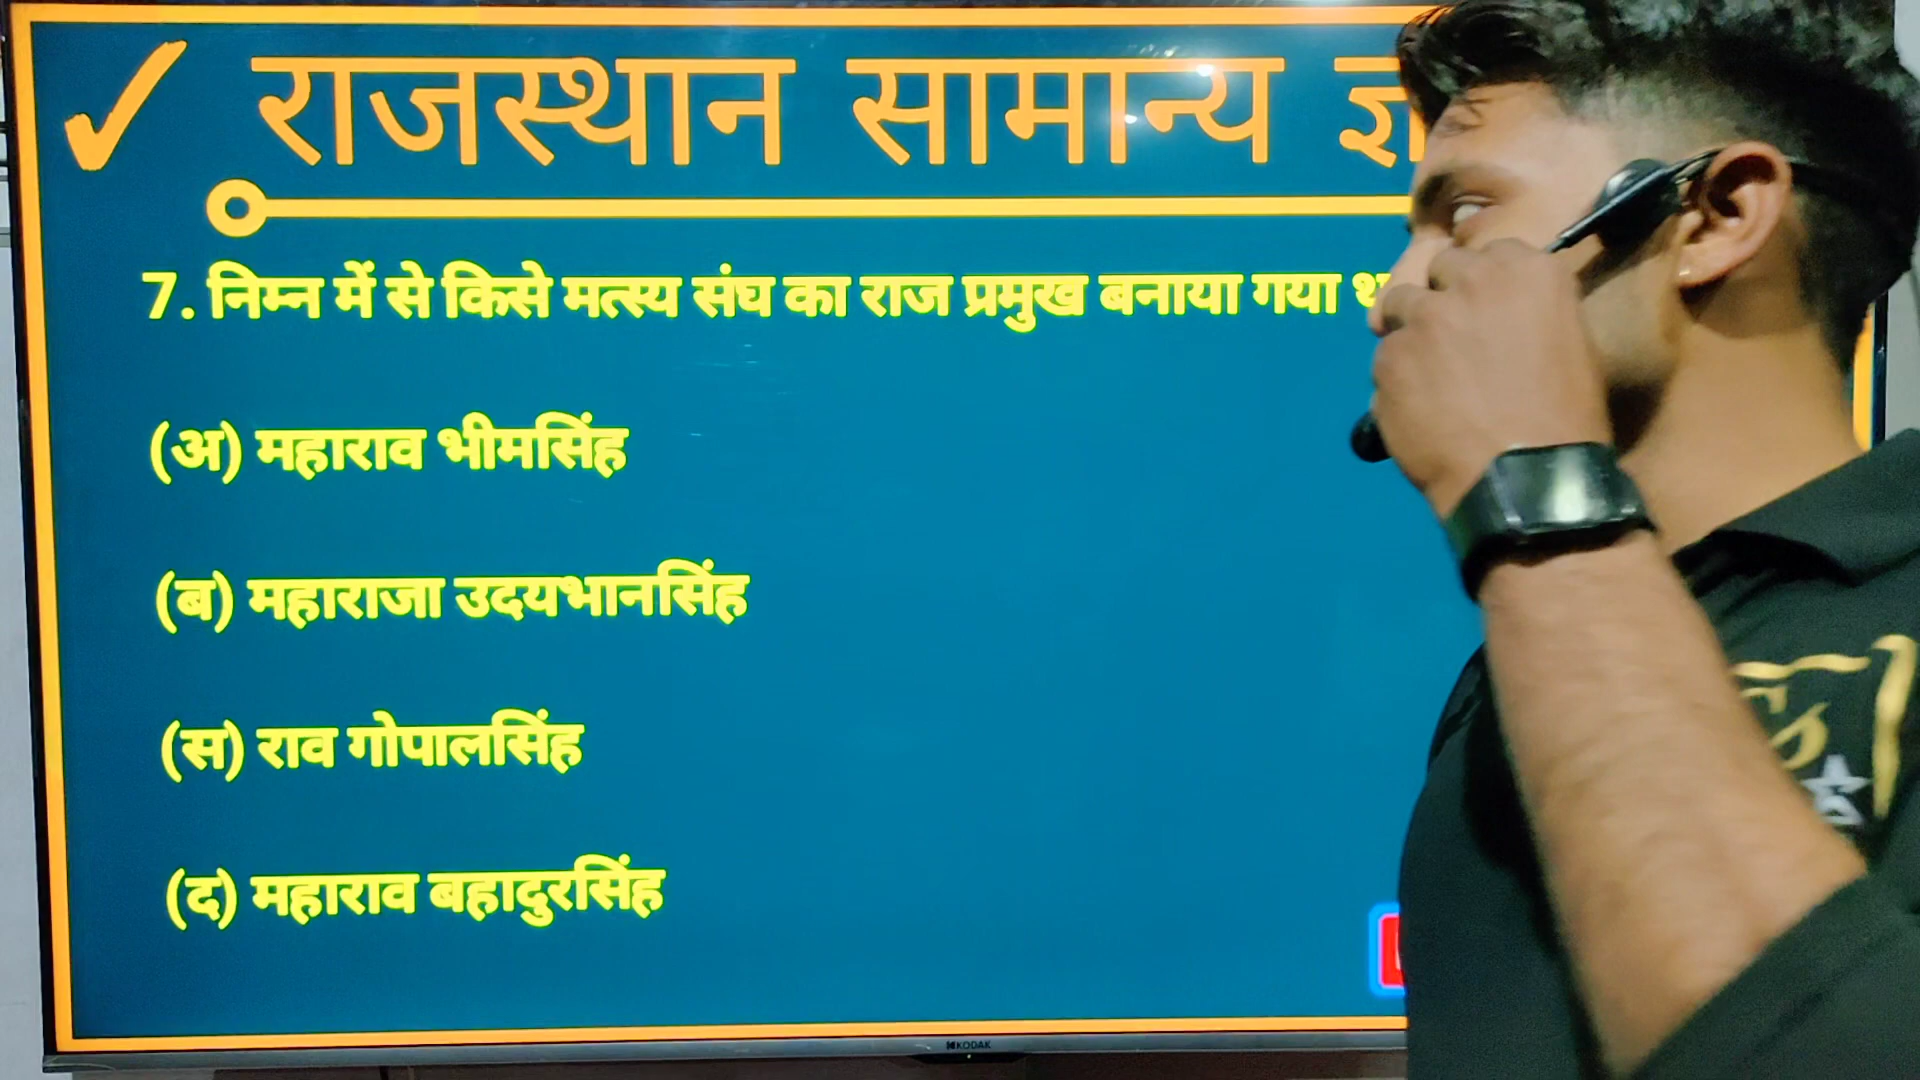 राजस्थान सामान्य
7. निम्न में से किसे मत्स्य संघ का राज प्रमुख बनाया गया
(अ) महाराव भीमसिंह
(ब) महाराजा उदयभानसिंह
(स) राव गोपालसिंह
(द) महाराव बहादुरसिंह
KODAK